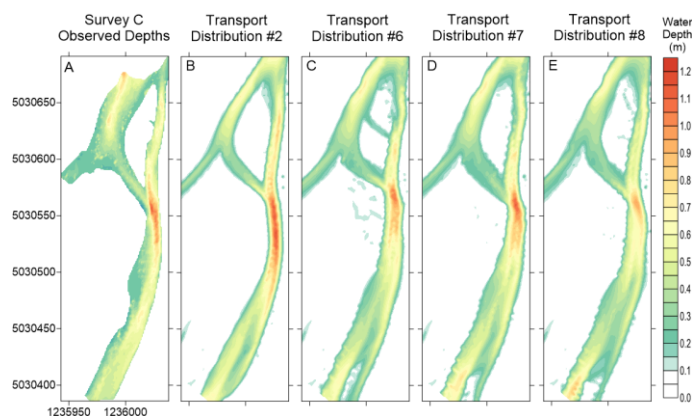 Survey C Observed Depths
Transport Distribution #2
Transport Distribution #6
Transport Distribution #7
Transport Distribution #8
Water Depth (m)
A
B
C
D
E
5030650
5030600
5030550
5030500
5030450
5030400
1235950 1236000
1.2
1.1
1.0
0.9
0.8
0.7
0.6
0.5
0.4
0.3
0.2
0.1
0.0